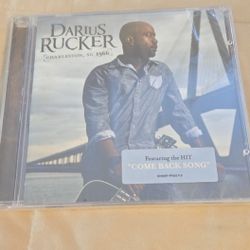 DARIUS
RUCKER
CHARLESTON, SC 1966
Featuring the HIT
"COME BACK SONG"